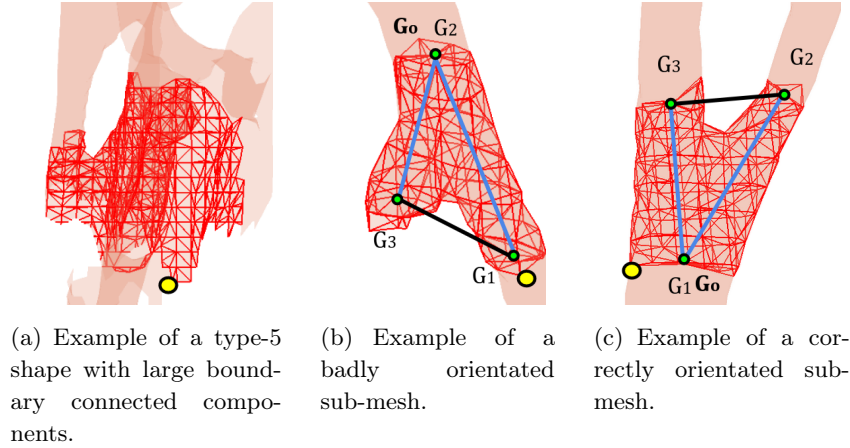 Go G2
G3
G1
G3
G2
G1 Go
(a) Example of a type-5
shape with large bound-
ary connected compo-
nents.
(b) Example of a
badly orientated
sub-mesh.
(c) Example of a cor-
rectly orientated sub-
mesh.